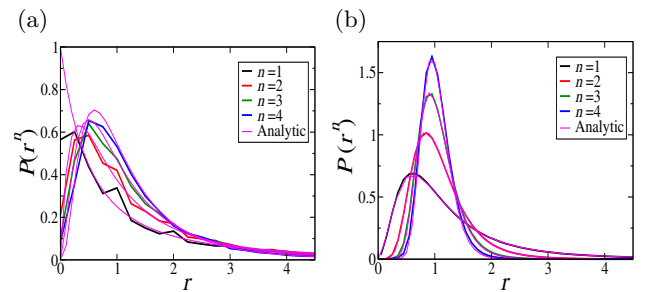 (a)
P(r^n)
1
0.8
0.6
0.4
0.2
0
0 1 2 3 4
r
n=1
n=2
n=3
n=4
Analytic
(b)
P (r^n)
1.5
1
0.5
0
0 1 2 3 4
r
n=1
n=2
n=3
n=4
Analytic